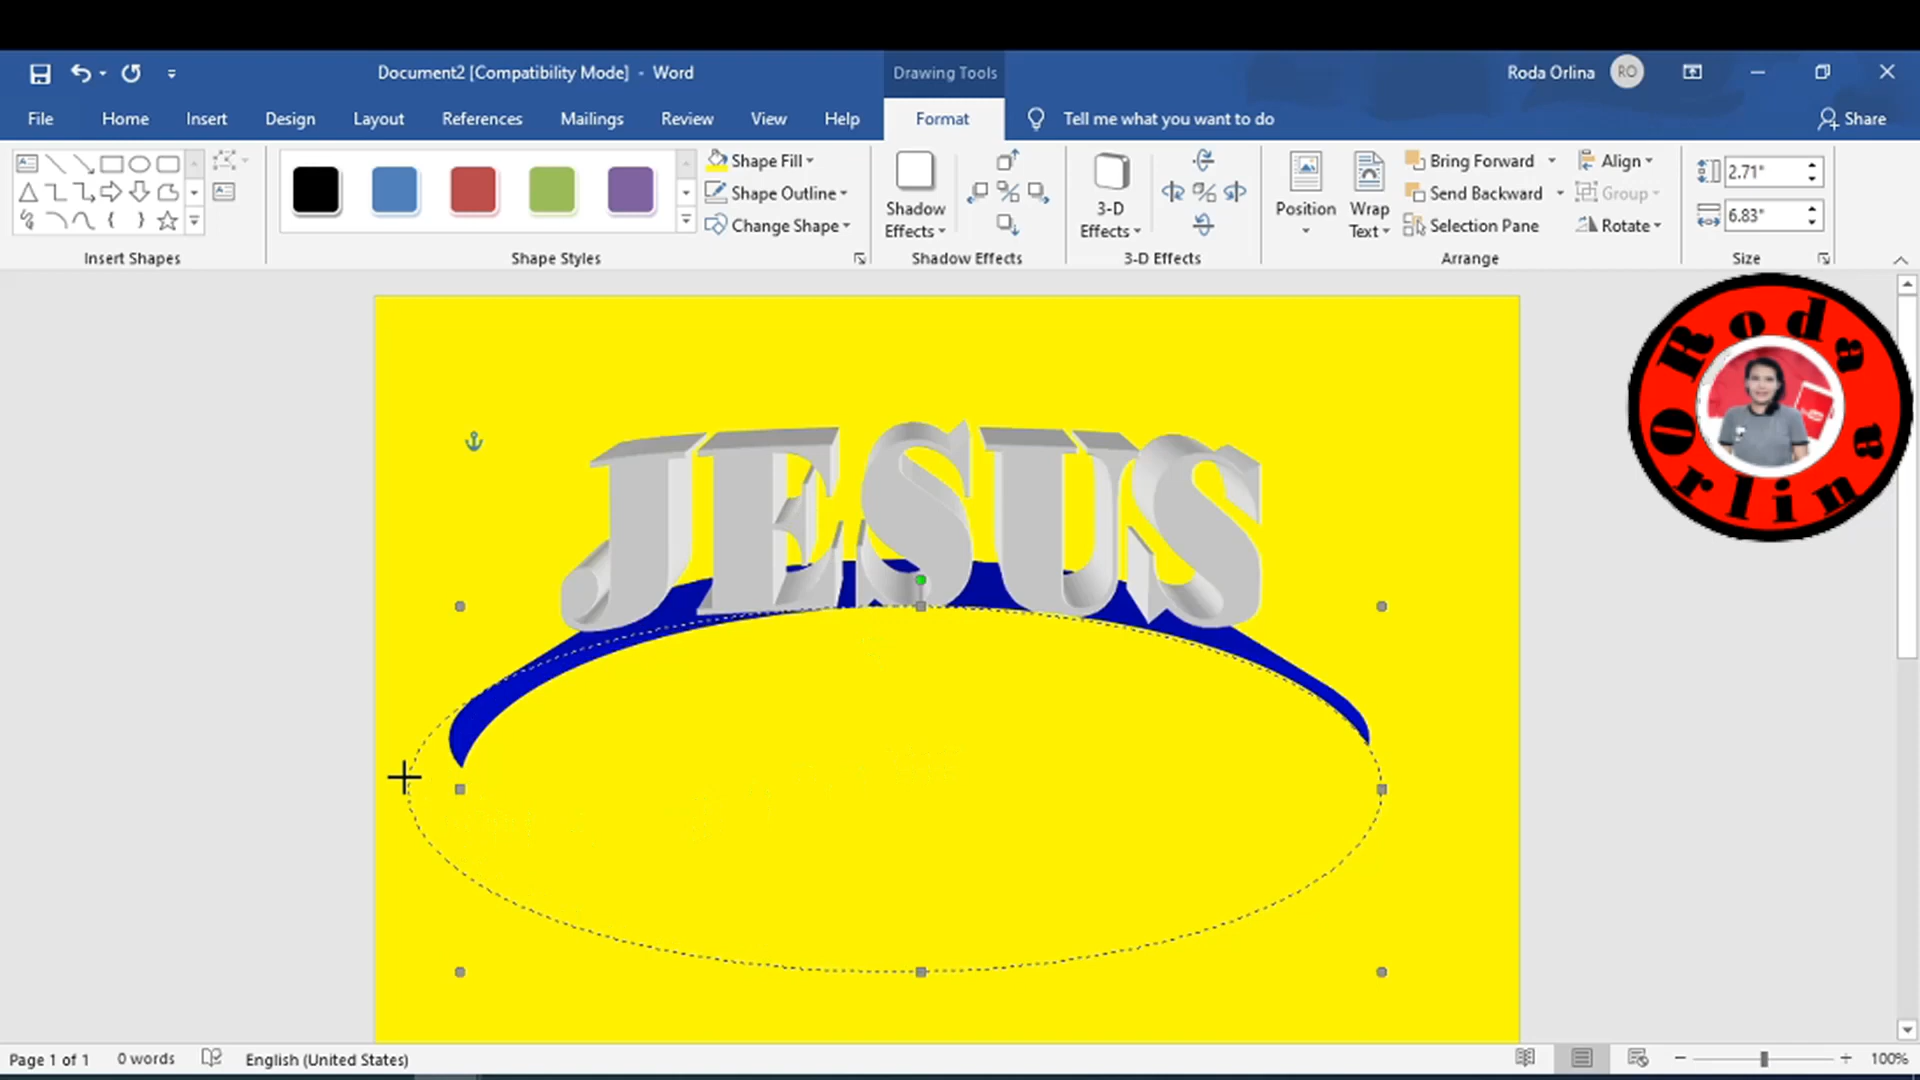 Document2 [Compatibility Mode] - Word
Drawing Tools
Roda Orlina
RO
File Home Insert Design Layout References Mailings Review View Help Format Tell me what you want to do Share
Shape Fill
Shape Outline
Change Shape
Shadow Effects
3-D Effects
Position
Wrap Text
Bring Forward
Send Backward
Selection Pane
Align
Group
Rotate
2.71"
6.83"
Insert Shapes
Shape Styles
Shadow Effects
3-D Effects
Arrange
Size
Roda
Orlina
JESUS
Page 1 of 1 0 words English (United States) 100%